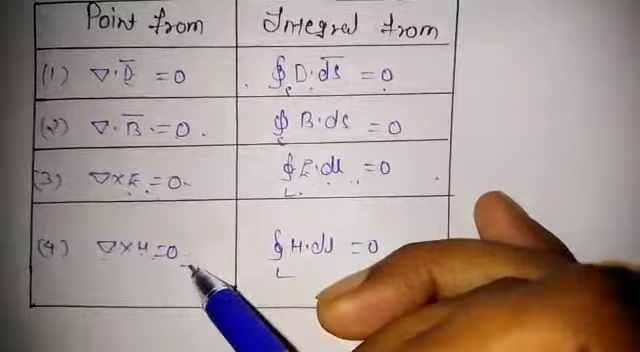 Point from Integral from
(1) ∇·D̅ =0 ∮s D·d̅s̅ =0
(2) ∇·B̅ =0. ∮s B·ds =0
(3) ∇×E =0. ∮L E·dl =0
(4) ∇×H=0 ∮L H·dl =0